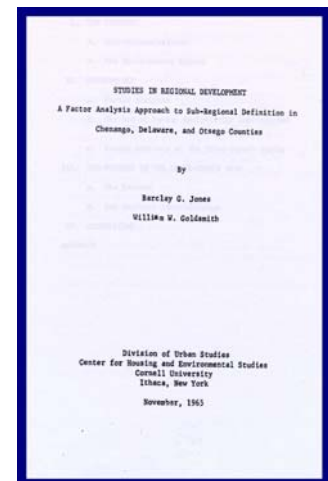 STUDIES IN REGIONAL DEVELOPMENT
A Factor Analysis Approach to Sub-Regional Definition in
Chenango, Delaware, and Otsego Counties
By
Barclay G. Jones
William W. Goldsmith
Division of Urban Studies
Center for Housing and Environmental Studies
Cornell University
Ithaca, New York
November, 1965